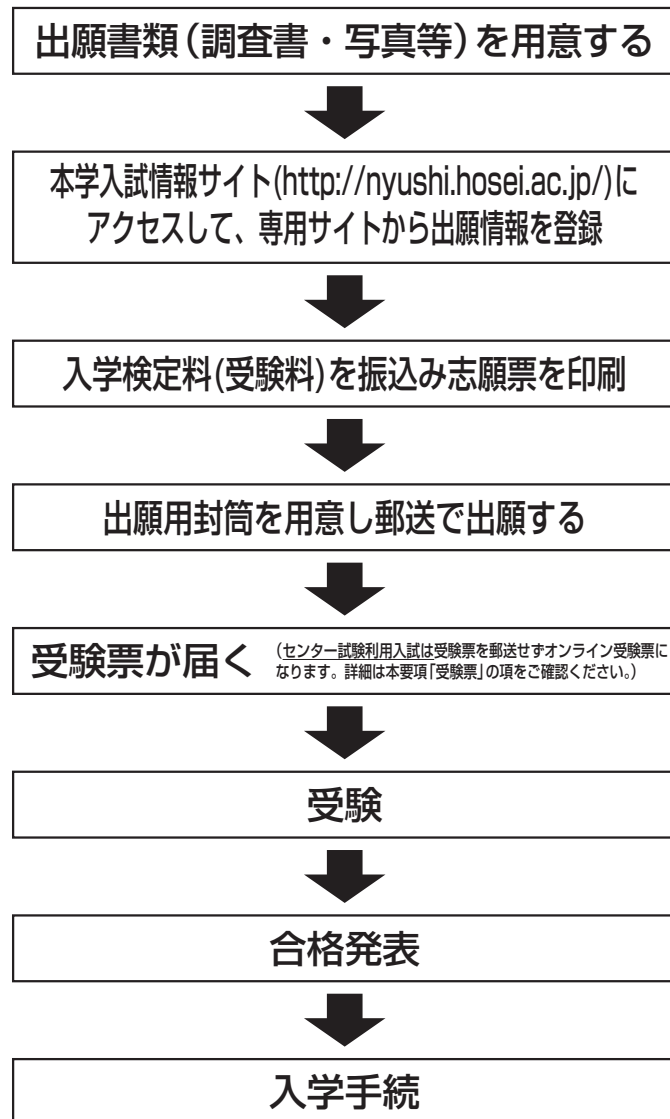 出願書類(調査書・写真等)を用意する
本学入試情報サイト(http://nyushi.hosei.ac.jp/)に
アクセスして、専用サイトから出願情報を登録
入学検定料(受験料)を振込み志願票を印刷
出願用封筒を用意し郵送で出願する
受験票が届く
(センター試験利用入試は受験票を郵送せずオンライン受験票に
なります。詳細は本要項「受験票」の項をご確認ください。)
受験
合格発表
入学手続